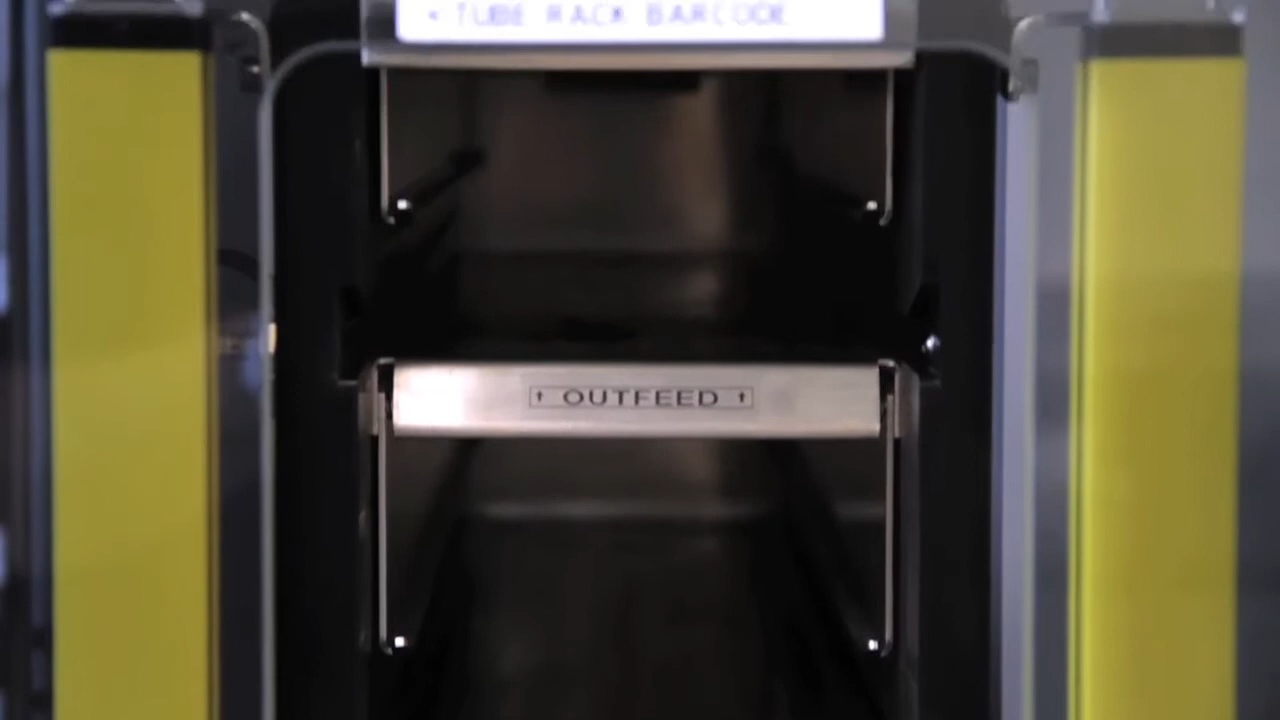 • TUBE RACK BARCODE
↑ OUTFEED ↑